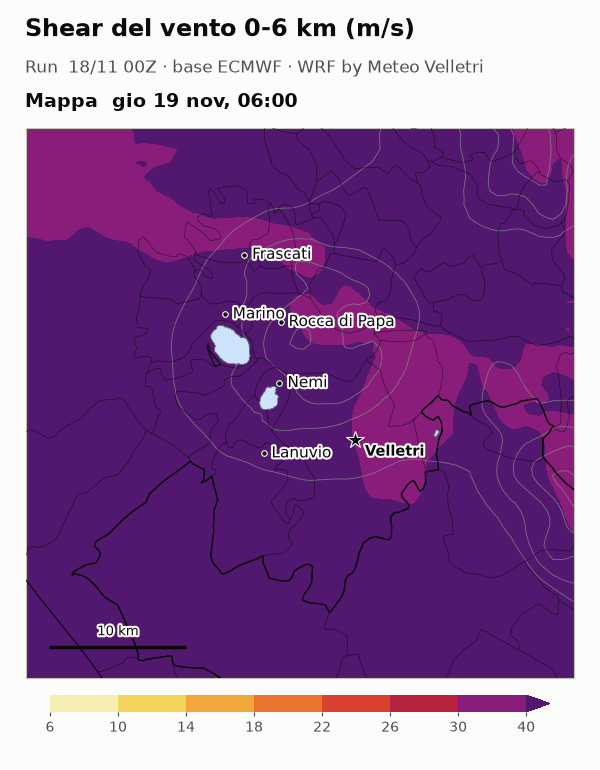 Shear del vento 0-6 km (m/s)
Run  18/11 00Z · base ECMWF · WRF by Meteo Velletri
Mappa  gio 19 nov, 06:00
Frascati
Marino
Rocca di Papa
Nemi
Velletri
Lanuvio
10 km
6 10 14 18 22 26 30 40